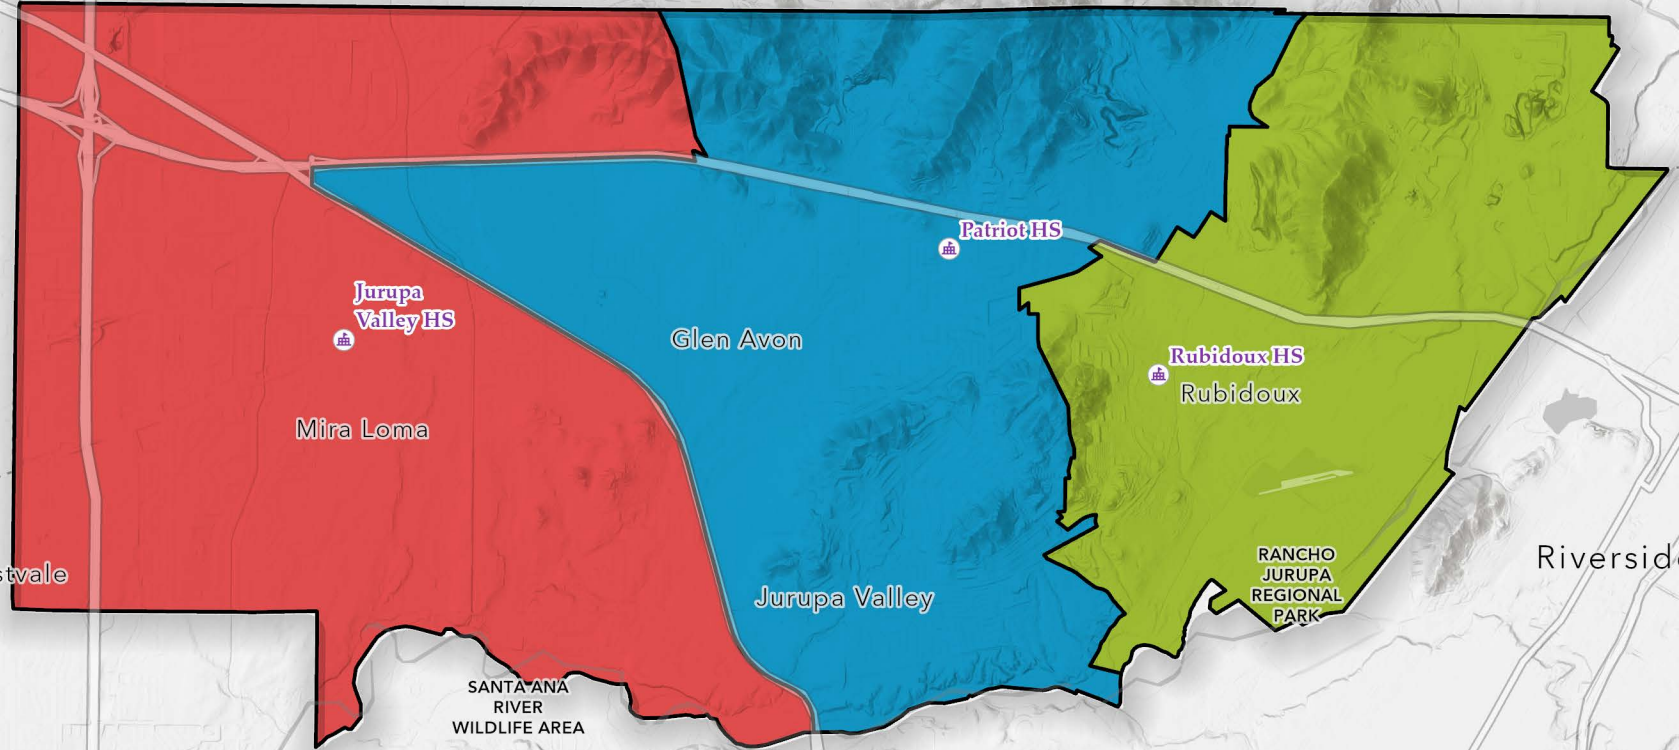 Patriot HS
Jurupa
Valley HS
Glen Avon
Rubidoux HS
Rubidoux
Mira Loma
stvale
Jurupa Valley
RANCHO
JURUPA
REGIONAL
PARK
Riversid
SANTA ANA
RIVER
WILDLIFE AREA